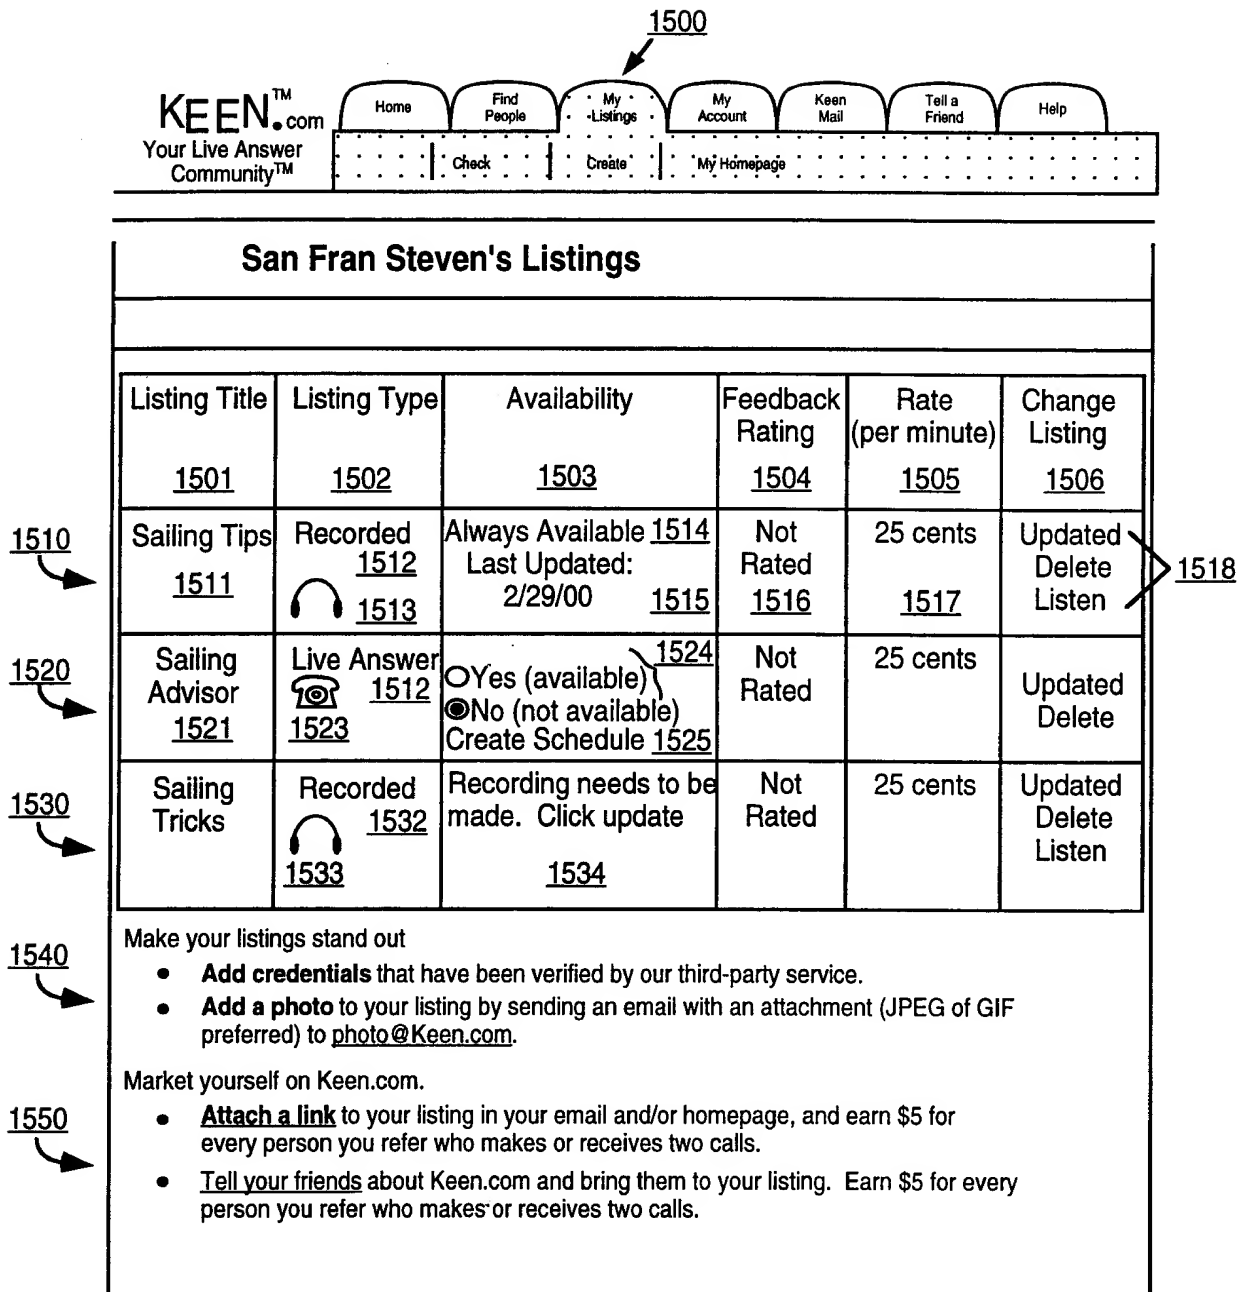 1500
KEEN.com™
Your Live Answer
Community™
Home
Find
People
My
Listings
My
Account
Keen
Mail
Tell a
Friend
Help
Check
Create
My Homepage
San Fran Steven's Listings
Listing Title
1501
Listing Type
1502
Availability
1503
Feedback
Rating
1504
Rate
(per minute)
1505
Change
Listing
1506
1510
Sailing Tips
1511
Recorded
1512
1513
Always Available 1514
Last Updated:
2/29/00 1515
Not
Rated
1516
25 cents
1517
Updated
Delete
Listen
1518
1520
Sailing
Advisor
1521
Live Answer
1512
1523
1524
Yes (available)
No (not available)
Create Schedule 1525
Not
Rated
25 cents
Updated
Delete
1530
Sailing
Tricks
Recorded
1532
1533
Recording needs to be
made. Click update
1534
Not
Rated
25 cents
Updated
Delete
Listen
1540
Make your listings stand out
• Add credentials that have been verified by our third-party service.
• Add a photo to your listing by sending an email with an attachment (JPEG of GIF
preferred) to photo@Keen.com.
1550
Market yourself on Keen.com.
• Attach a link to your listing in your email and/or homepage, and earn $5 for
every person you refer who makes or receives two calls.
• Tell your friends about Keen.com and bring them to your listing. Earn $5 for every
person you refer who makes or receives two calls.